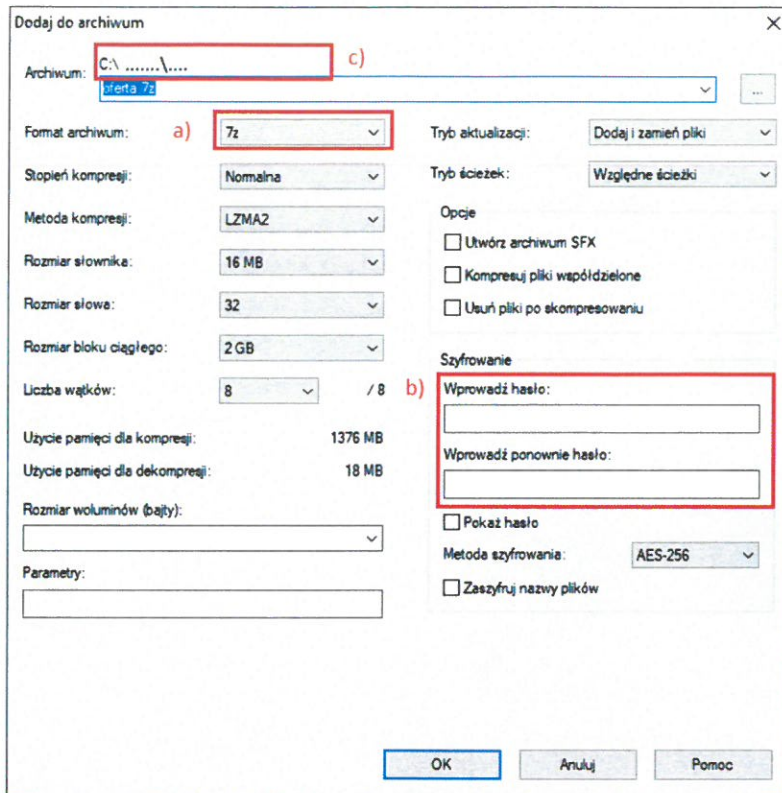 Dodaj do archiwum
Archiwum: C:\ .......\.... c)
oferta 7z ...
Format archiwum: a) 7z
Stopień kompresji: Normalna
Metoda kompresji: LZMA2
Rozmiar słownika: 16 MB
Rozmiar słowa: 32
Rozmiar bloku ciągłego: 2 GB
Liczba wątków: 8 / 8
Użycie pamięci dla kompresji: 1376 MB
Użycie pamięci dla dekompresji: 18 MB
Rozmiar woluminów (bajty):
Parametry:
Tryb aktualizacji: Dodaj i zamień pliki
Tryb ścieżek: Względne ścieżki
Opcje
Utwórz archiwum SFX
Kompresuj pliki współdzielone
Usuń pliki po skompresowaniu
Szyfrowanie
b) Wprowadź hasło:
Wprowadź ponownie hasło:
Pokaż hasło
Metoda szyfrowania: AES-256
Zaszyfruj nazwy plików
OK Anuluj Pomoc